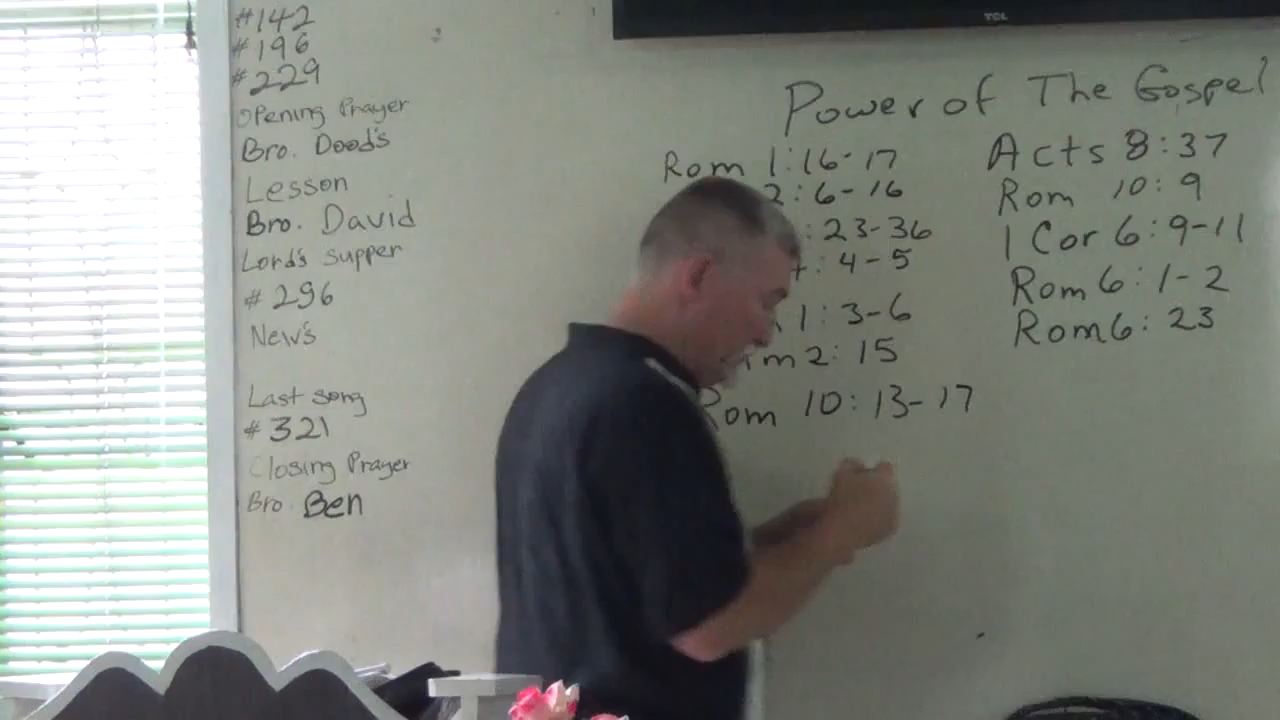 #142
#196
#229
Opening Prayer
Bro. Dood's
Lesson
Bro. David
Lord's Supper
#296
News
Last song
#321
Closing Prayer
Bro. Ben
TCL
Power of The Gospel
Rom 1:16-17
2:6-16
:23-36
:4-5
1:3-6
2:15
Rom 10:13-17
Acts 8:37
Rom 10:9
1 Cor 6:9-11
Rom 6:1-2
Rom 6:23